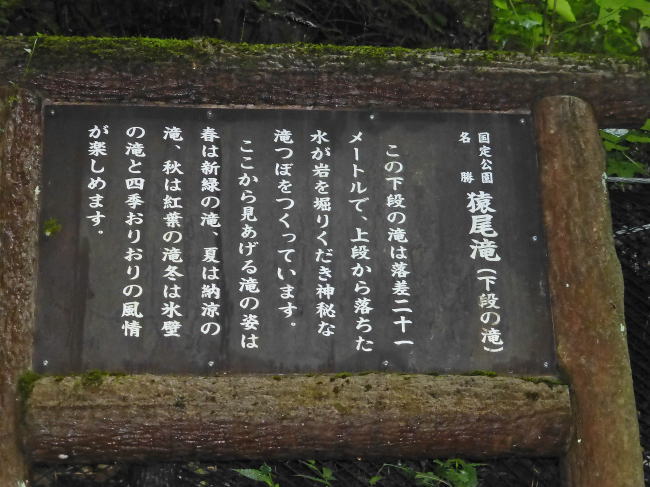 国定公園
名勝
猿尾滝(下段の滝)
この下段の滝は落差二十一
メートルで、上段から落ちた
水が岩を堀りくだき神秘な
滝つぼをつくっています。
ここから見あげる滝の姿は
春は新緑の滝、夏は納涼の
滝、秋は紅葉の滝冬は氷壁
の滝と四季おりおりの風情
が楽しめます。